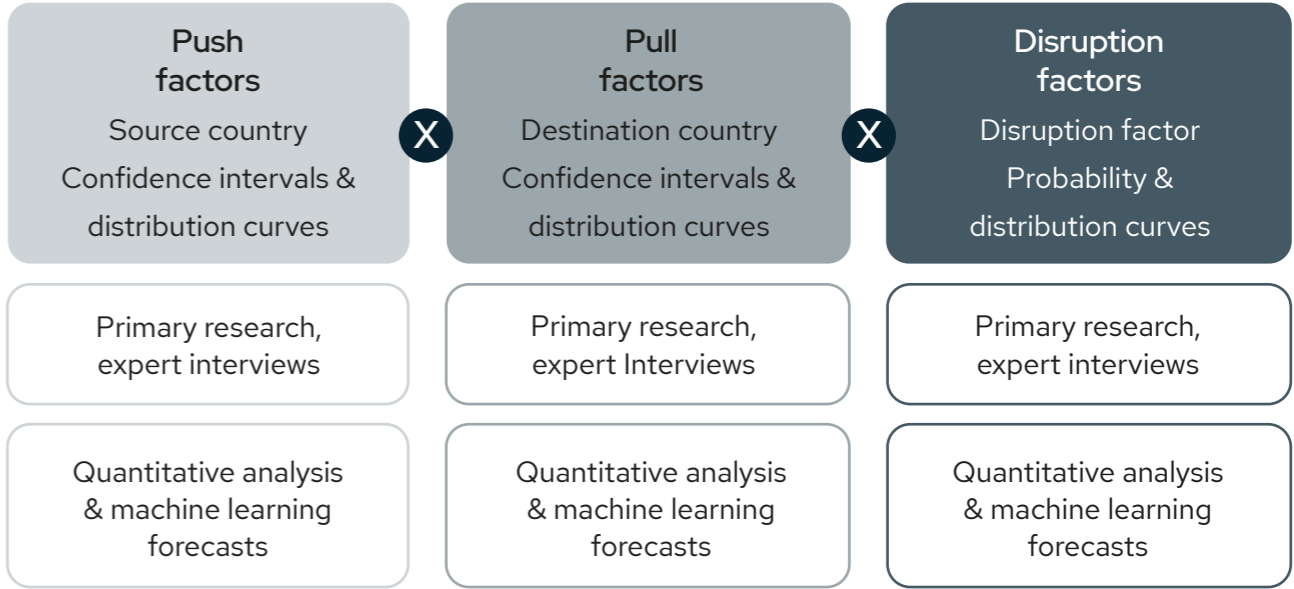 Push
factors
Source country
Confidence intervals &
distribution curves
X
Pull
factors
Destination country
Confidence intervals &
distribution curves
X
Disruption
factors
Disruption factor
Probability &
distribution curves
Primary research,
expert interviews
Primary research,
expert Interviews
Primary research,
expert interviews
Quantitative analysis
& machine learning
forecasts
Quantitative analysis
& machine learning
forecasts
Quantitative analysis
& machine learning
forecasts